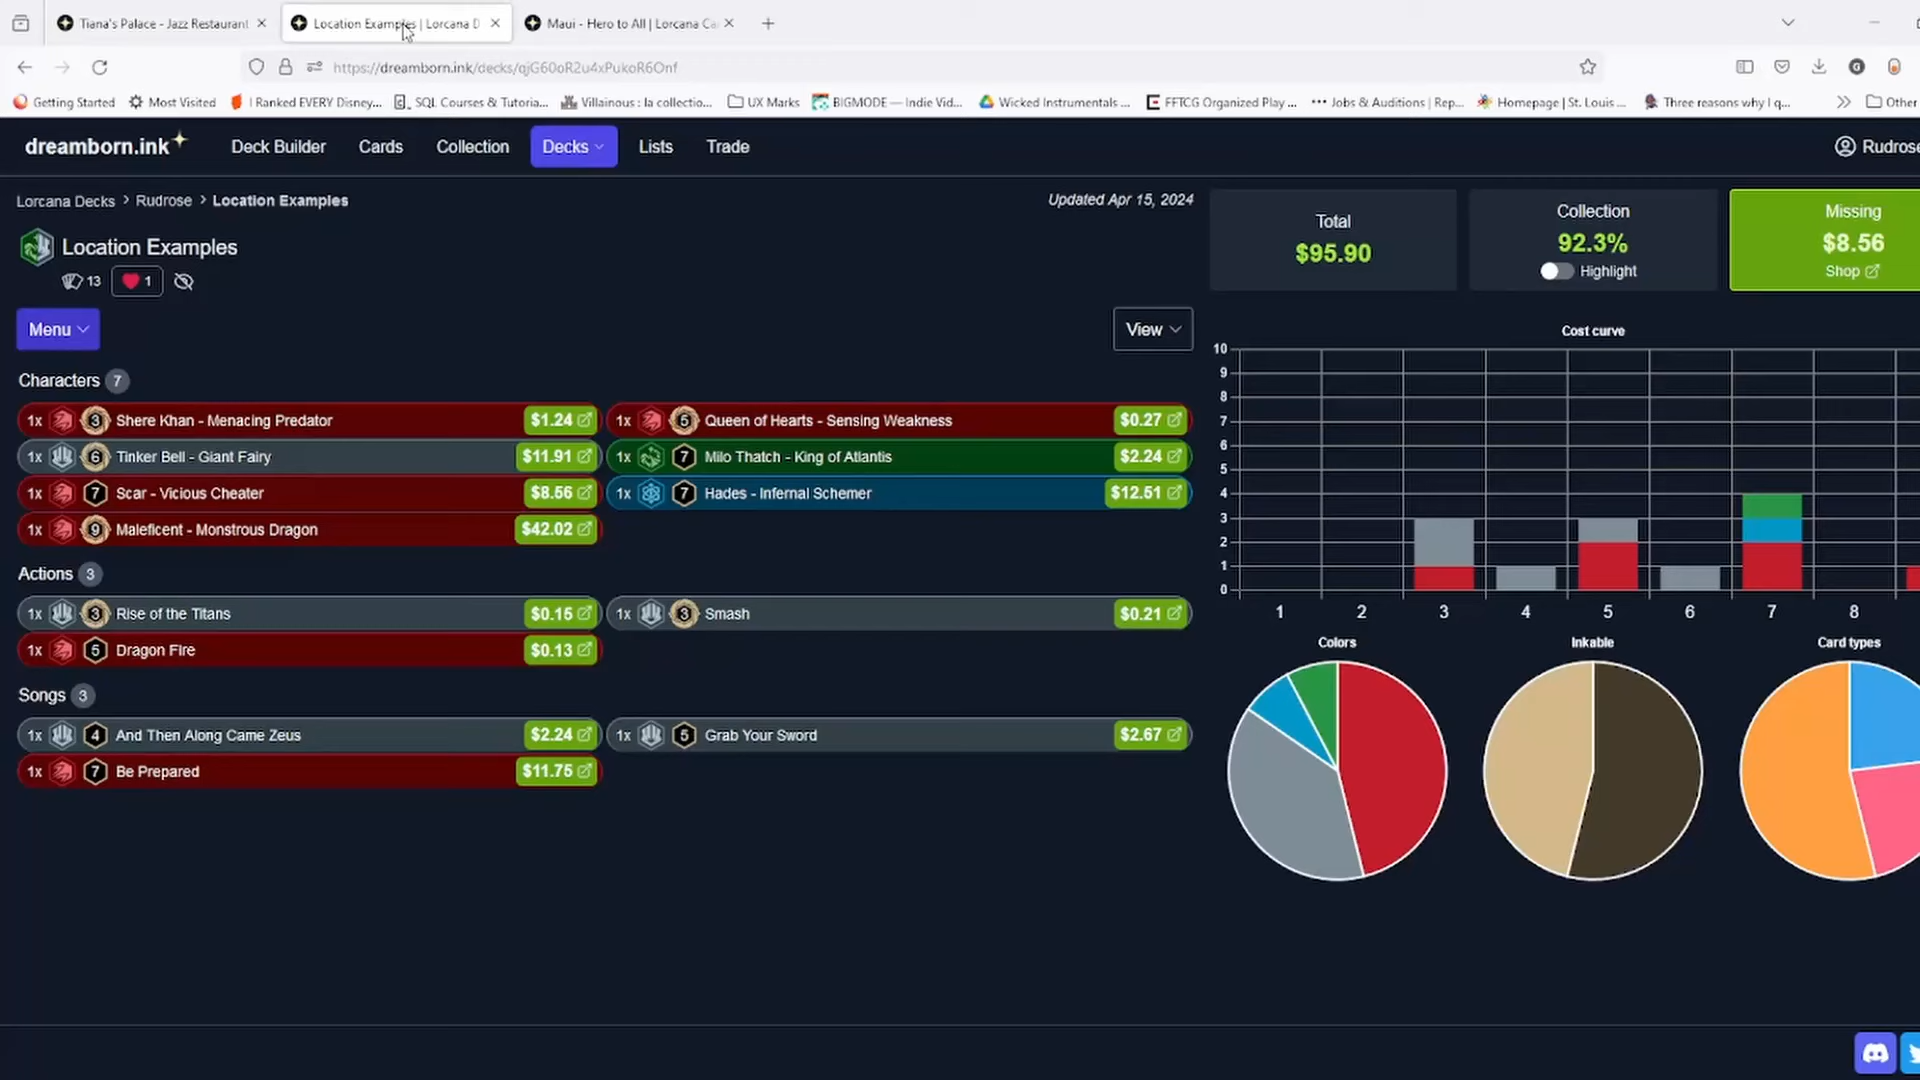 Tiana's Palace - Jazz Restaurant
Location Examples | Lorcana D
Maui - Hero to All | Lorcana Ca
https://dreamborn.ink/decks/qjG60oR2u4xPukoR6Onf
Getting Started
Most Visited
I Ranked EVERY Disney...
SQL Courses & Tutoria...
Villainous : la collectio...
UX Marks
BIGMODE — Indie Vid...
Wicked Instrumentals ...
FFTCG Organized Play ...
Jobs & Auditions | Rep...
Homepage | St. Louis ...
Three reasons why I q...
Other
dreamborn.ink
Deck Builder
Cards
Collection
Decks
Lists
Trade
Rudrose
Lorcana Decks > Rudrose > Location Examples
Updated Apr 15, 2024
Location Examples
13
1
Menu
View
Total
$95.90
Collection
92.3%
Highlight
Missing
$8.56
Shop
Characters 7
1x 3 Shere Khan - Menacing Predator $1.24
1x 5 Queen of Hearts - Sensing Weakness $0.27
1x 6 Tinker Bell - Giant Fairy $11.91
1x 7 Milo Thatch - King of Atlantis $2.24
1x 7 Scar - Vicious Cheater $8.56
1x 7 Hades - Infernal Schemer $12.51
1x 9 Maleficent - Monstrous Dragon $42.02
Actions 3
1x 3 Rise of the Titans $0.15
1x 3 Smash $0.21
1x 5 Dragon Fire $0.13
Songs 3
1x 4 And Then Along Came Zeus $2.24
1x 5 Grab Your Sword $2.67
1x 7 Be Prepared $11.75
Cost curve
10
9
8
7
6
5
4
3
2
1
0
1 2 3 4 5 6 7 8
Colors
Inkable
Card types